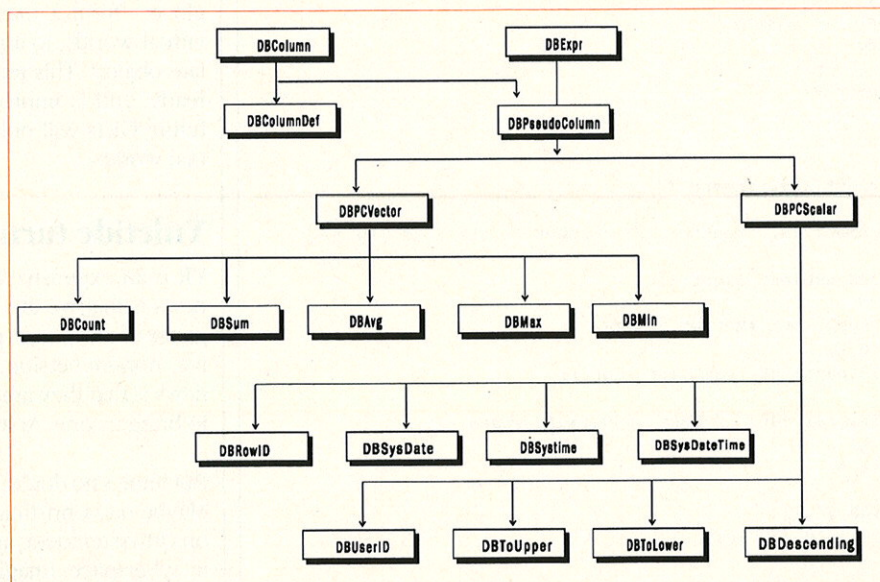 DBColumn
DBExpr
DBColumnDef
DBPseudoColumn
DBPCVector
DBPCScalar
DBCount
DBSum
DBAvg
DBMax
DBMin
DBRowID
DBSysDate
DBSystime
DBSysDateTime
DBUserID
DBToUpper
DBToLower
DBDescending
Yuletide